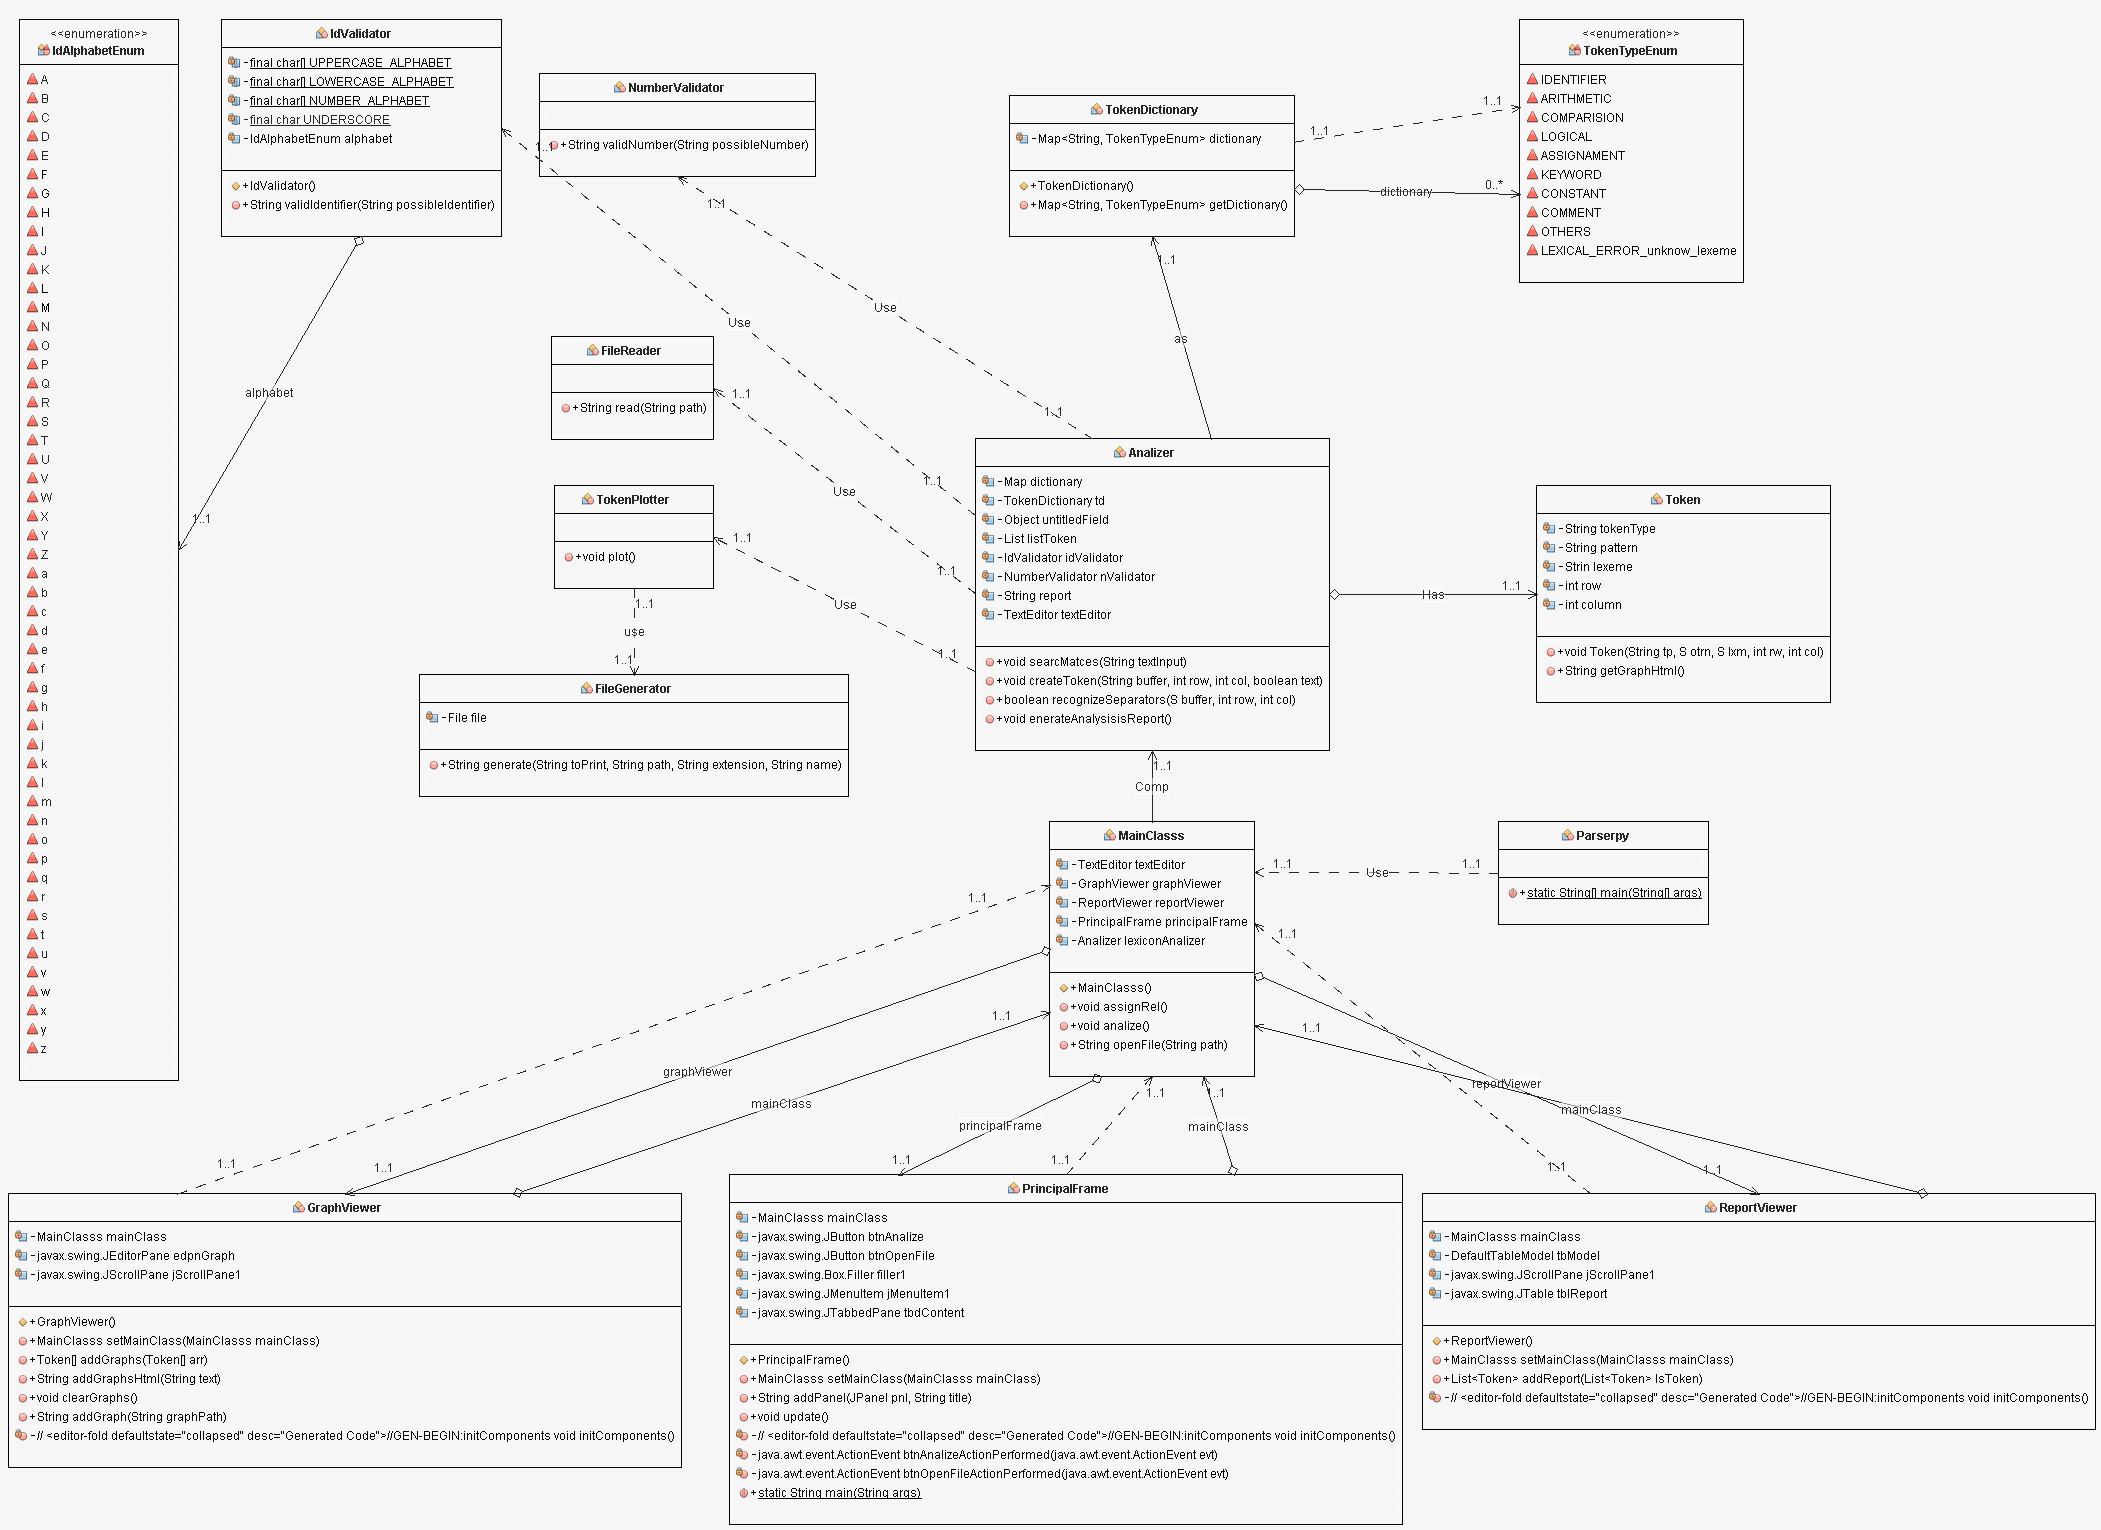 <<enumeration>>
IdAlphabetEnum
A
B
C
D
E
F
G
H
I
J
K
L
M
N
O
P
Q
R
S
T
U
V
W
X
Y
Z
a
b
c
d
e
f
g
h
i
j
k
l
m
n
o
p
q
r
s
t
u
v
w
x
y
z
IdValidator
-final char[] UPPERCASE_ALPHABET
-final char[] LOWERCASE_ALPHABET
-final char[] NUMBER_ALPHABET
-final char UNDERSCORE
-IdAlphabetEnum alphabet
+IdValidator()
+String validIdentifier(String possibleIdentifier)
alphabet
1..1
NumberValidator
+String validNumber(String possibleNumber)
1..1
1..1
Use
Use
1..1
1..1
TokenDictionary
-Map<String, TokenTypeEnum> dictionary
+TokenDictionary()
+Map<String, TokenTypeEnum> getDictionary()
1..1
1..1
dictionary
0..*
1..1
as
<<enumeration>>
TokenTypeEnum
IDENTIFIER
ARITHMETIC
COMPARISION
LOGICAL
ASSIGNAMENT
KEYWORD
CONSTANT
COMMENT
OTHERS
LEXICAL_ERROR_unknow_lexeme
FileReader
+String read(String path)
1..1
Use
1..1
TokenPlotter
+void plot()
1..1
Use
1..1
1..1
use
1..1
FileGenerator
-File file
+String generate(String toPrint, String path, String extension, String name)
Analizer
-Map dictionary
-TokenDictionary td
-Object untitledField
-List listToken
-IdValidator idValidator
-NumberValidator nValidator
-String report
-TextEditor textEditor
+void searcMatces(String textInput)
+void createToken(String buffer, int row, int col, boolean text)
+boolean recognizeSeparators(S buffer, int row, int col)
+void enerateAnalysisisReport()
Has
1..1
Token
-String tokenType
-String pattern
-Strin lexeme
-int row
-int column
+void Token(String tp, S otrn, S lxm, int rw, int col)
+String getGraphHtml()
1..1
Comp
MainClasss
-TextEditor textEditor
-GraphViewer graphViewer
-ReportViewer reportViewer
-PrincipalFrame principalFrame
-Analizer lexiconAnalizer
+MainClasss()
+void assignRel()
+void analize()
+String openFile(String path)
1..1
Use
1..1
Parserpy
+static String[] main(String[] args)
1..1
1..1
1..1
1..1
graphViewer
mainClass
1..1
1..1
principalFrame
mainClass
1..1
1..1
reportViewer
mainClass
1..1
1..1
1..1
1..1
1..1
GraphViewer
-MainClasss mainClass
-javax.swing.JEditorPane edpnGraph
-javax.swing.JScrollPane jScrollPane1
+GraphViewer()
+MainClasss setMainClass(MainClasss mainClass)
+Token[] addGraphs(Token[] arr)
+String addGraphsHtml(String text)
+void clearGraphs()
+String addGraph(String graphPath)
-// <editor-fold defaultstate="collapsed" desc="Generated Code">//GEN-BEGIN:initComponents void initComponents()
PrincipalFrame
-MainClasss mainClass
-javax.swing.JButton btnAnalize
-javax.swing.JButton btnOpenFile
-javax.swing.Box.Filler filler1
-javax.swing.JMenuItem jMenuItem1
-javax.swing.JTabbedPane tbdContent
+PrincipalFrame()
+MainClasss setMainClass(MainClasss mainClass)
+String addPanel(JPanel pnl, String title)
+void update()
-// <editor-fold defaultstate="collapsed" desc="Generated Code">//GEN-BEGIN:initComponents void initComponents()
-java.awt.event.ActionEvent btnAnalizeActionPerformed(java.awt.event.ActionEvent evt)
-java.awt.event.ActionEvent btnOpenFileActionPerformed(java.awt.event.ActionEvent evt)
+static String main(String args)
ReportViewer
-MainClasss mainClass
-DefaultTableModel tbModel
-javax.swing.JScrollPane jScrollPane1
-javax.swing.JTable tblReport
+ReportViewer()
+MainClasss setMainClass(MainClasss mainClass)
+List<Token> addReport(List<Token> lsToken)
-// <editor-fold defaultstate="collapsed" desc="Generated Code">//GEN-BEGIN:initComponents void initComponents()